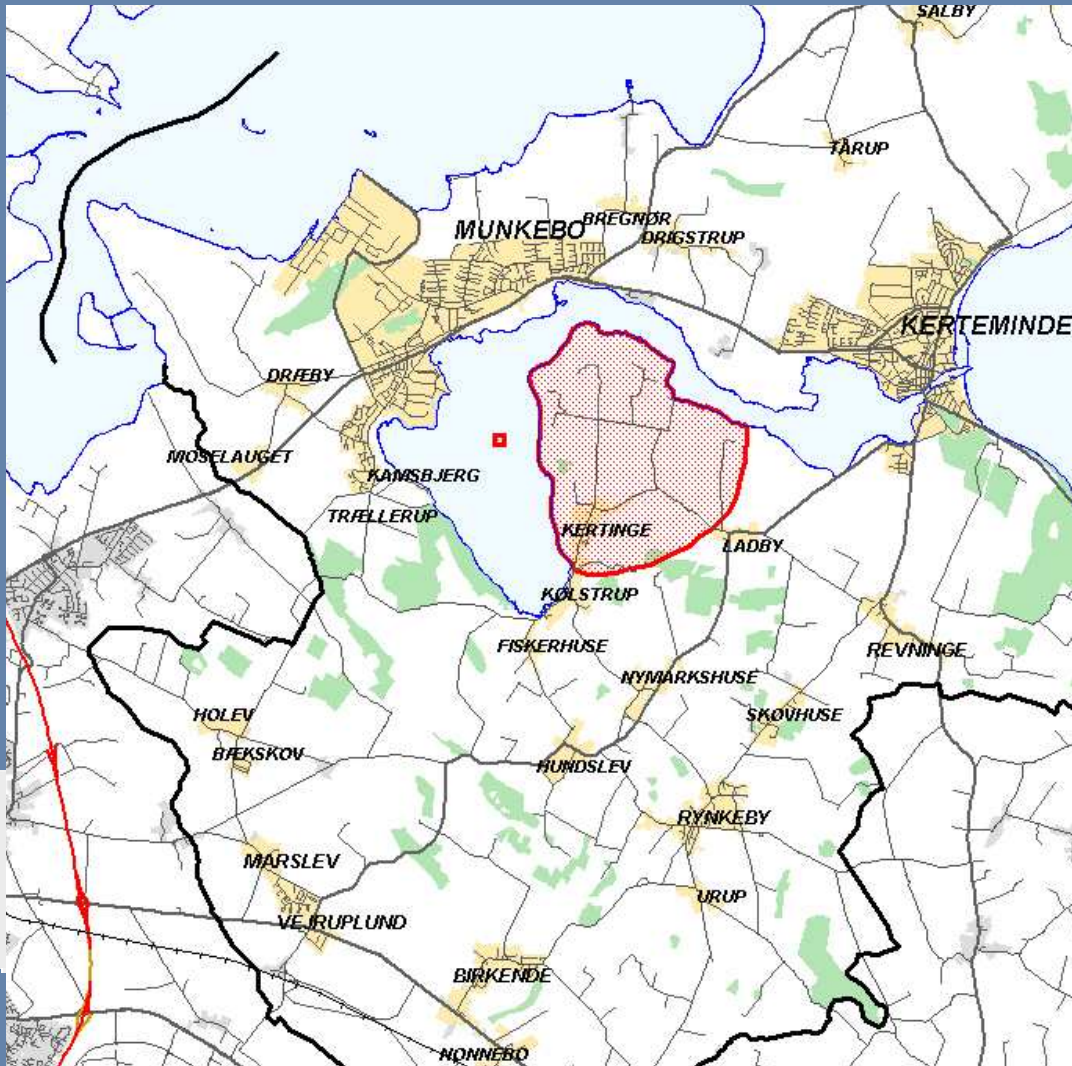 SALBY
TÅRUP
BREGNØR
MUNKEBO
DRIGSTRUP
KERTEMINDE
DRÆBY
MOSELAUGET
KAMSBJERG
TRÆLLERUP
KERTINGE
LADBY
KØLSTRUP
FISKERHUSE
REVNINGE
NYMARKSHUSE
HOLEV
SKOVHUSE
BÆKSKOV
HUNDSLEV
RYNKEBY
MARSLEV
URUP
VEJRUPLUND
BIRKENDE
NONNEBO